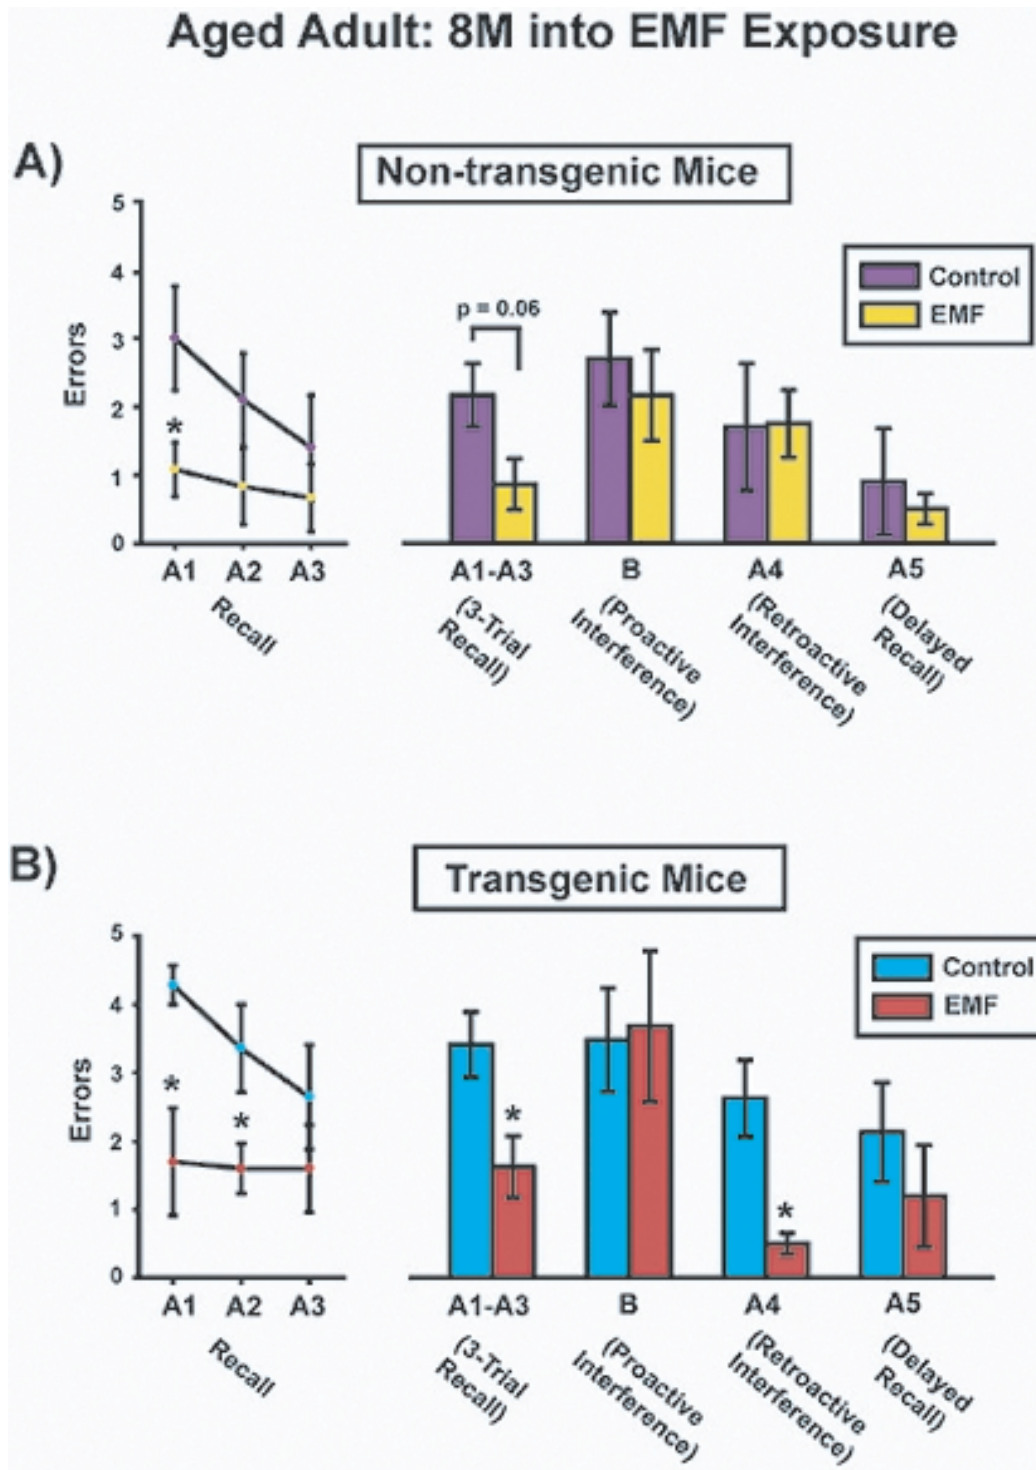 Aged Adult: 8M into EMF Exposure
A)
Non-transgenic Mice
5
4
3
2
1
0
Errors
*
A1 A2 A3
Recall
p = 0.06
Control
EMF
A1-A3
(3-Trial
Recall)
B
(Proactive
Interference)
A4
(Retroactive
Interference)
A5
(Delayed
Recall)
B)
Transgenic Mice
5
4
3
2
1
0
Errors
*
*
A1 A2 A3
Recall
Control
EMF
*
*
A1-A3
(3-Trial
Recall)
B
(Proactive
Interference)
A4
(Retroactive
Interference)
A5
(Delayed
Recall)